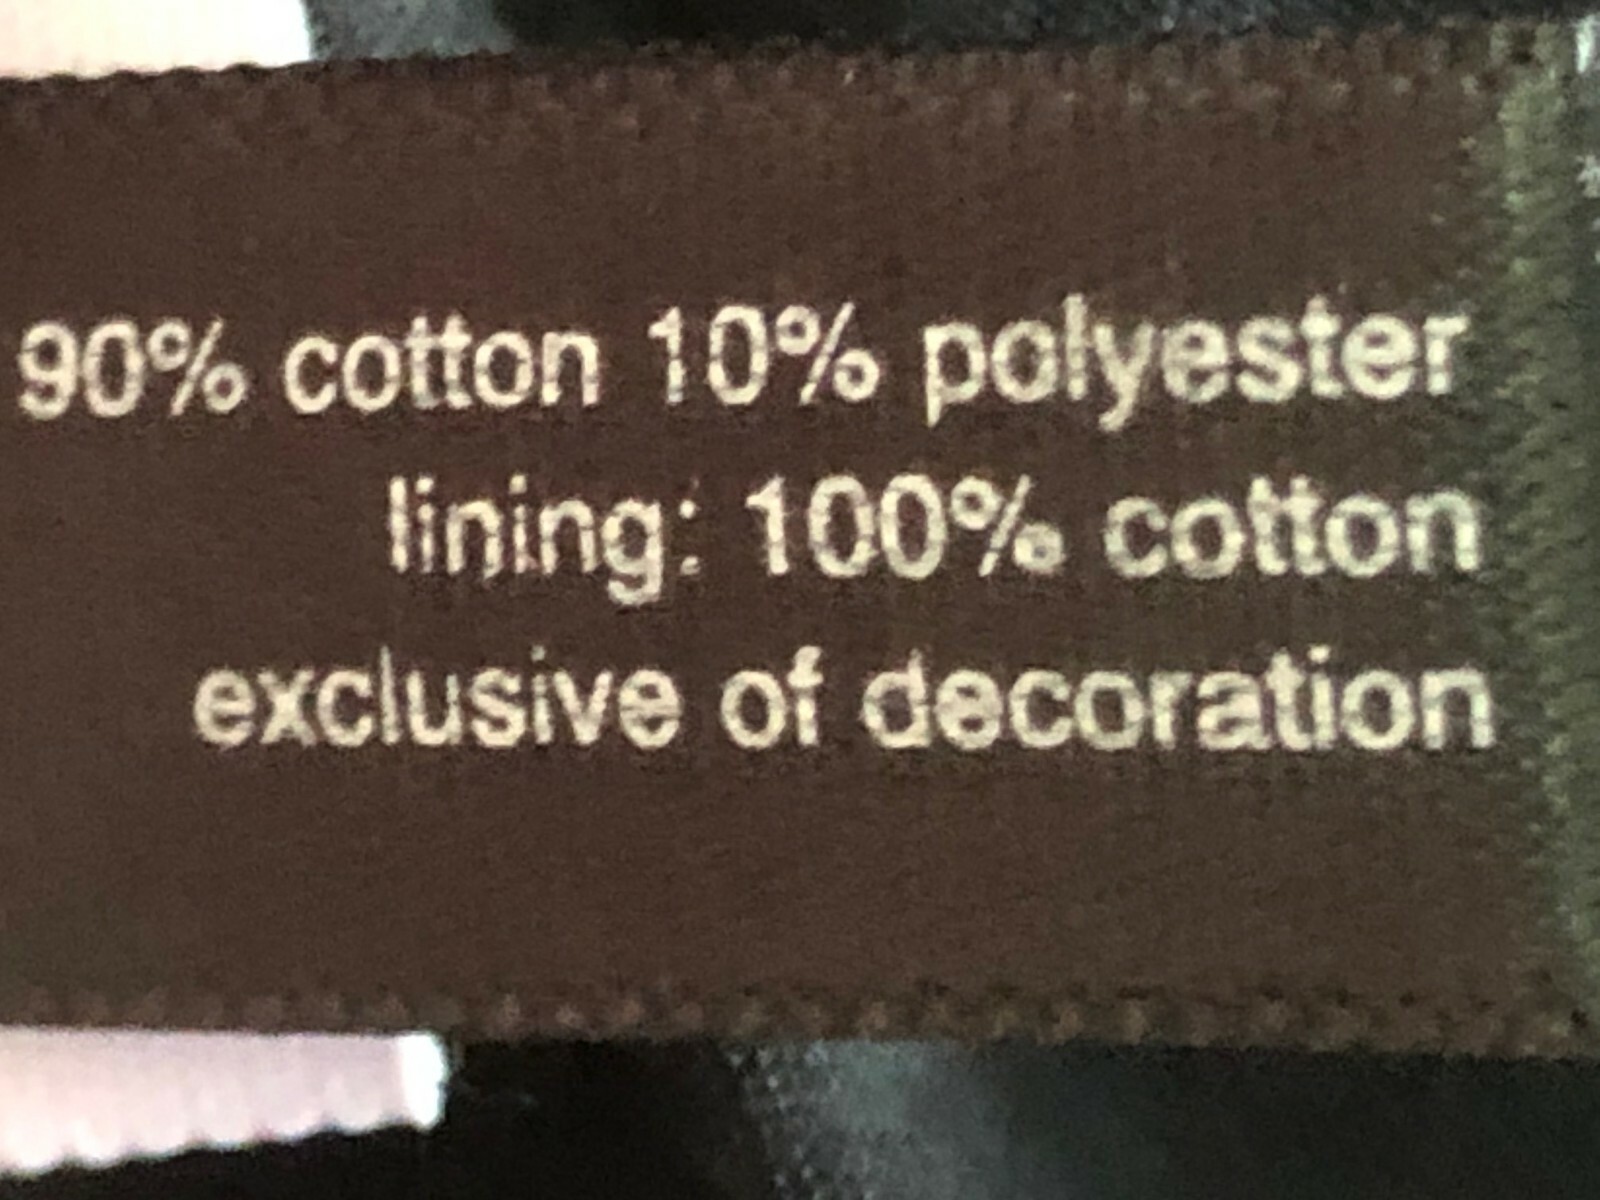 90% cotton 10% polyester
lining: 100% cotton
exclusive of decoration